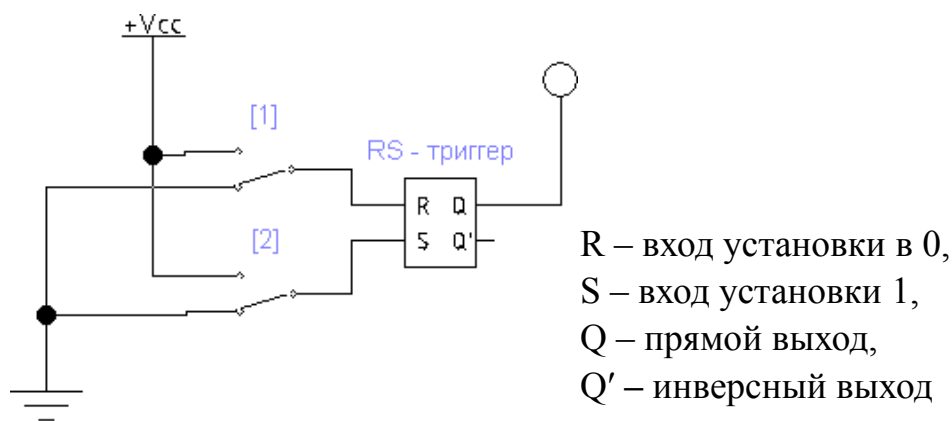 +Vcc
[1]
RS - триггер
R Q
S Q'
[2]
R – вход установки в 0,
S – вход установки 1,
Q – прямой выход,
Q′ – инверсный выход